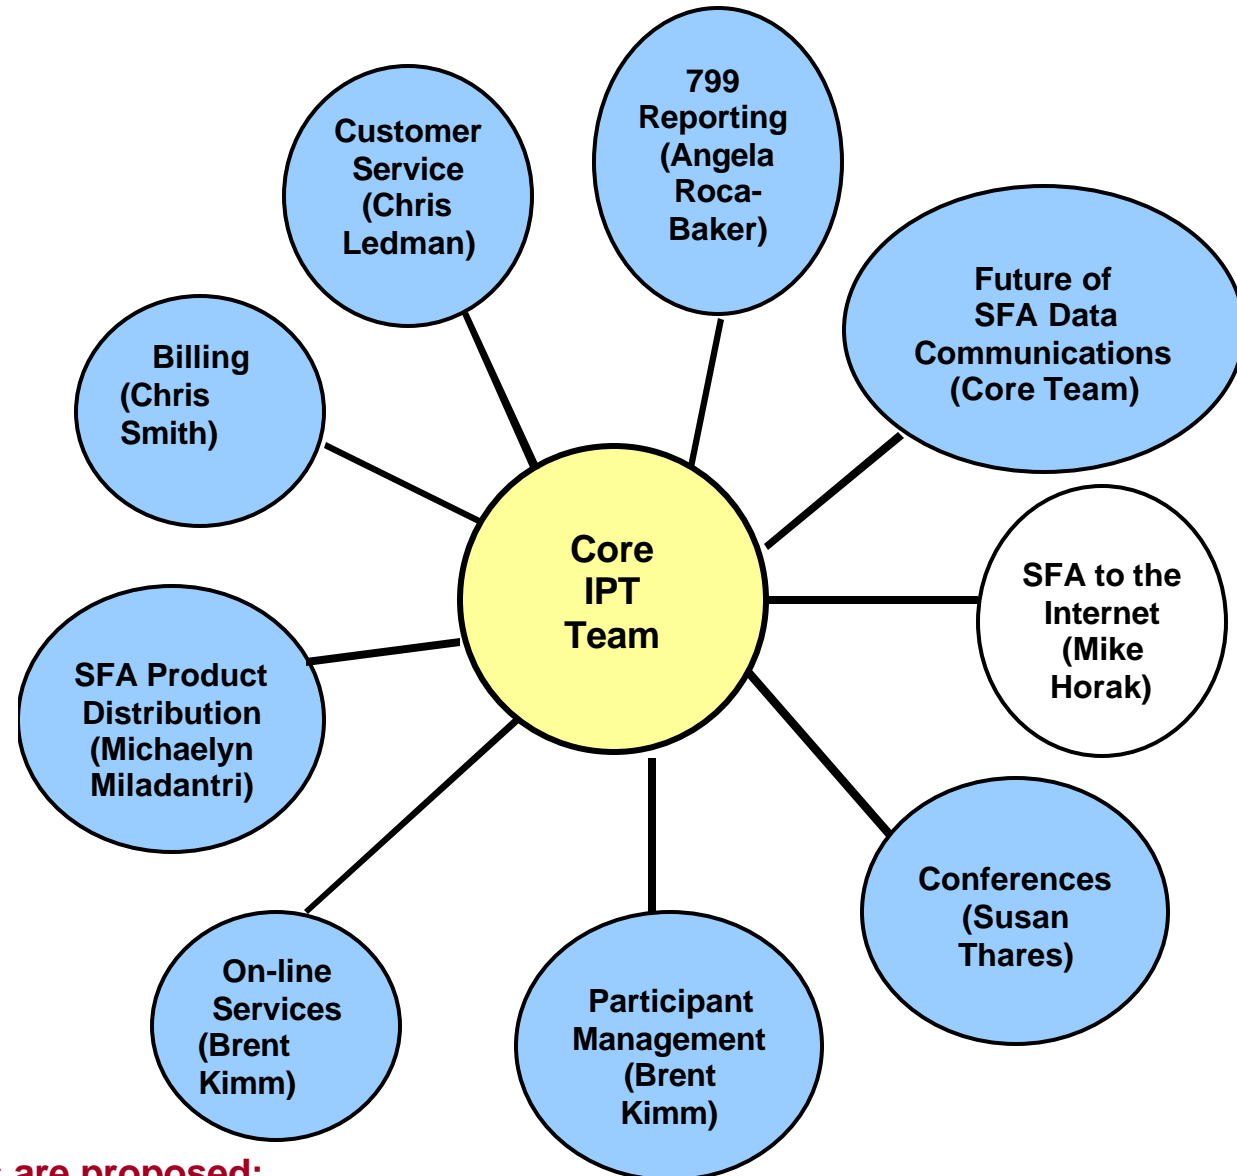 799
Reporting
(Angela
Roca-
Baker)
Customer
Service
(Chris
Ledman)
Future of
SFA Data
Communications
(Core Team)
Billing
(Chris
Smith)
Core
IPT
Team
SFA to the
Internet
(Mike
Horak)
SFA Product
Distribution
(Michaelyn
Miladantri)
Conferences
(Susan
Thares)
On-line
Services
(Brent
Kimm)
Participant
Management
(Brent
Kimm)
are proposed: